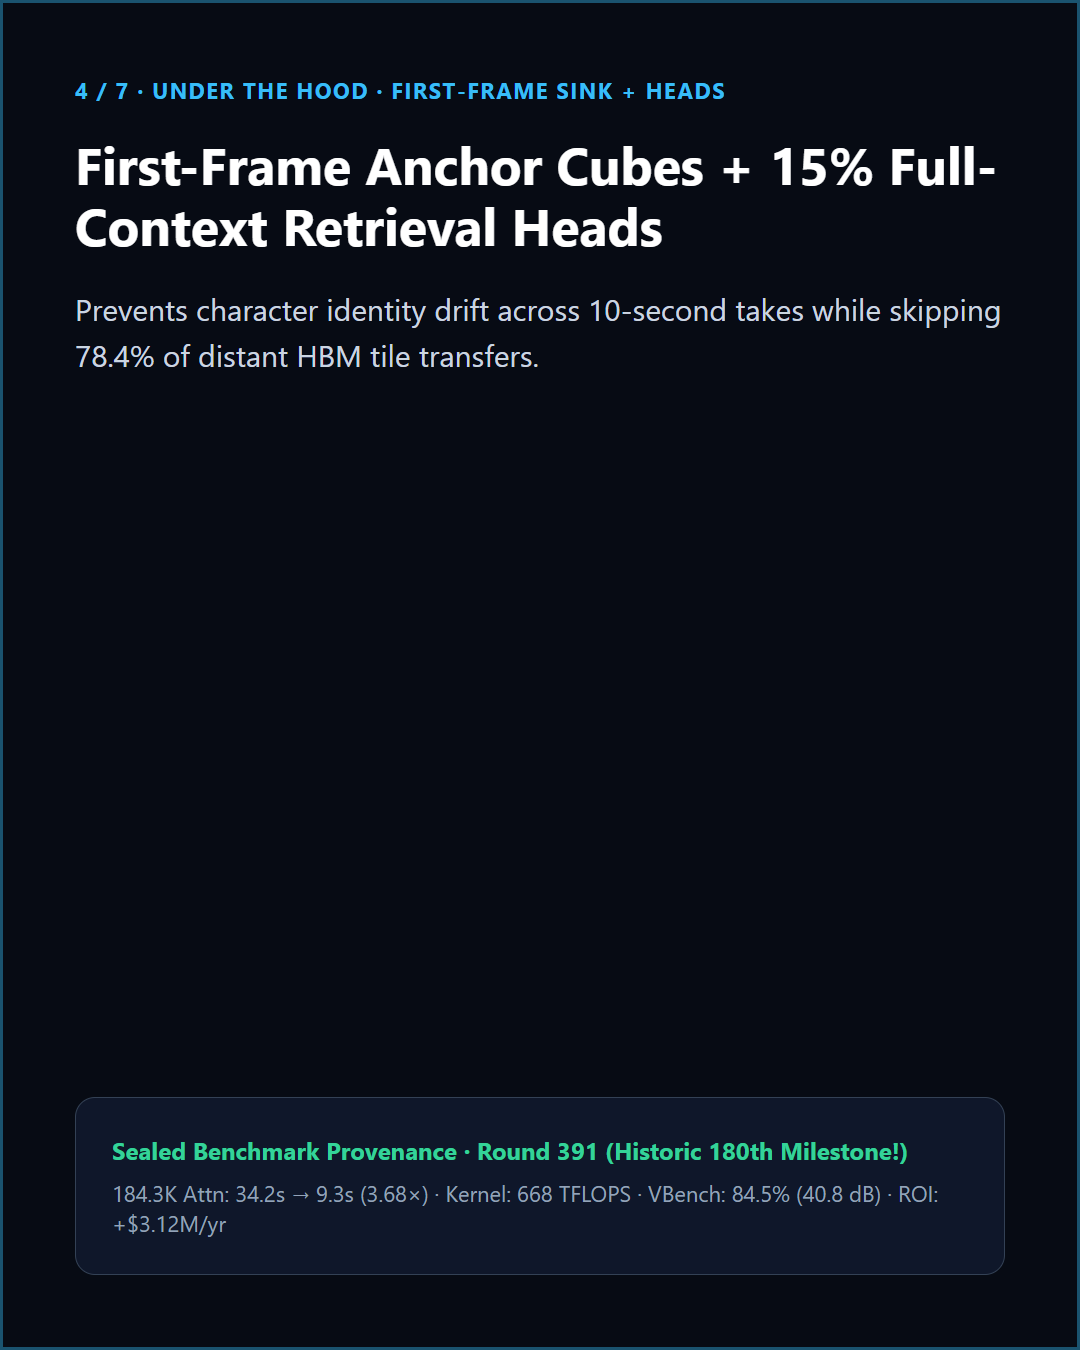 4 / 7 · UNDER THE HOOD · FIRST-FRAME SINK + HEADS
First-Frame Anchor Cubes + 15% Full-
Context Retrieval Heads
Prevents character identity drift across 10-second takes while skipping
78.4% of distant HBM tile transfers.
Sealed Benchmark Provenance · Round 391 (Historic 180th Milestone!)
184.3K Attn: 34.2s → 9.3s (3.68×) · Kernel: 668 TFLOPS · VBench: 84.5% (40.8 dB) · ROI:
+$3.12M/yr